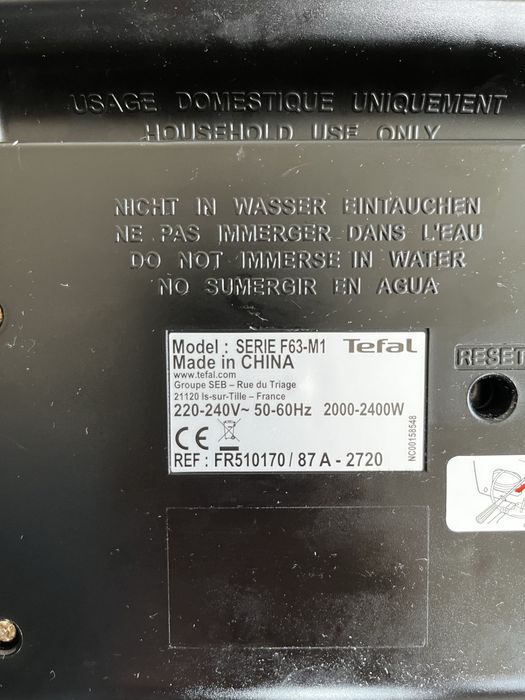 USAGE DOMESTIQUE UNIQUEMENT
HOUSEHOLD USE ONLY
NICHT IN WASSER EINTAUCHEN
NE PAS IMMERGER DANS L'EAU
DO NOT IMMERSE IN WATER
NO SUMERGIR EN AGUA
Model : SERIE F63-M1 Tefal
Made in CHINA
www.tefal.com
Groupe SEB – Rue du Triage
21120 Is-sur-Tille – France
220-240V~ 50-60Hz 2000-2400W
CE
NC00158548
REF : FR510170 / 87 A - 2720
RESET